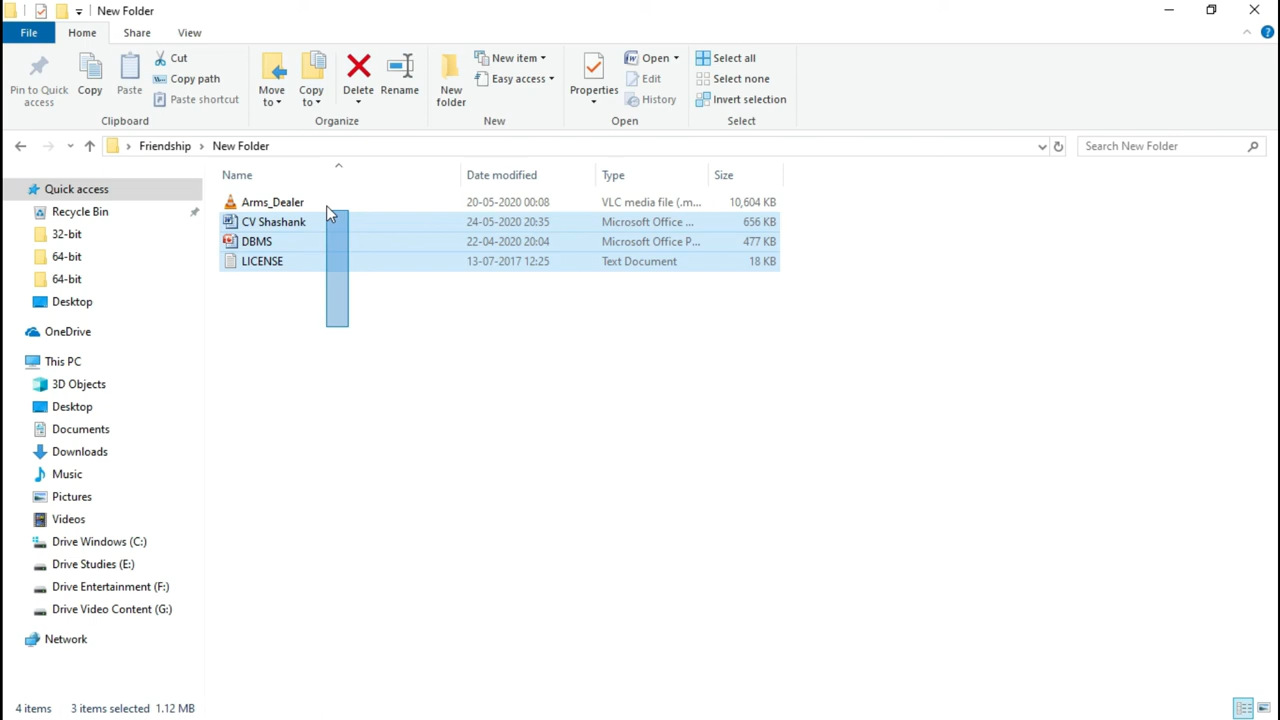 New Folder
File Home Share View
Pin to Quick access
Copy
Paste
Cut
Copy path
Paste shortcut
Clipboard
Move to
Copy to
Delete
Rename
Organize
New folder
New item
Easy access
New
Properties
Open
Edit
History
Open
Select all
Select none
Invert selection
Select
Friendship > New Folder
Search New Folder
Name Date modified Type Size
Arms_Dealer 20-05-2020 00:08 VLC media file (.m... 10,604 KB
CV Shashank 24-05-2020 20:35 Microsoft Office ... 656 KB
DBMS 22-04-2020 20:04 Microsoft Office P... 477 KB
LICENSE 13-07-2017 12:25 Text Document 18 KB
Quick access
Recycle Bin
32-bit
64-bit
64-bit
Desktop
OneDrive
This PC
3D Objects
Desktop
Documents
Downloads
Music
Pictures
Videos
Drive Windows (C:)
Drive Studies (E:)
Drive Entertainment (F:)
Drive Video Content (G:)
Network
4 items 3 items selected 1.12 MB